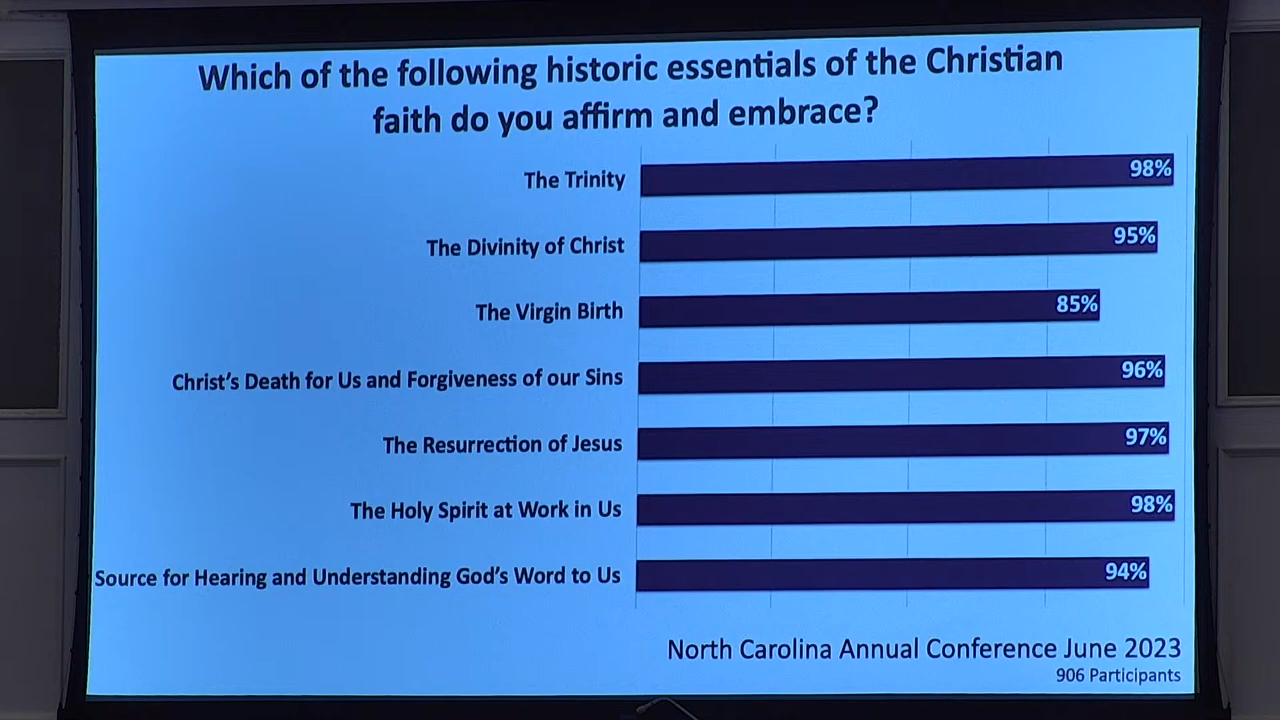 Which of the following historic essentials of the Christian
faith do you affirm and embrace?
The Trinity 98%
The Divinity of Christ 95%
The Virgin Birth 85%
Christ's Death for Us and Forgiveness of our Sins 96%
The Resurrection of Jesus 97%
The Holy Spirit at Work in Us 98%
Source for Hearing and Understanding God's Word to Us 94%
North Carolina Annual Conference June 2023
906 Participants